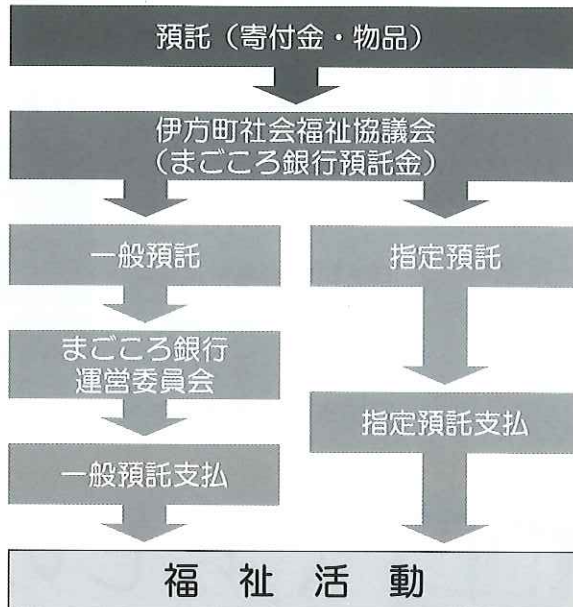 預託（寄付金・物品）
伊方町社会福祉協議会
（まごころ銀行預託金）
一般預託
指定預託
まごころ銀行
運営委員会
指定預託支払
一般預託支払
福祉活動